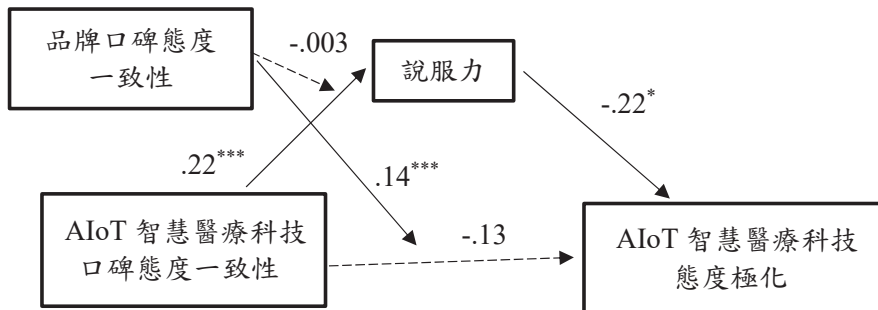 品牌口碑態度
一致性
-.003
說服力
-.22*
.22***
.14***
AIoT 智慧醫療科技
口碑態度一致性
-.13
AIoT 智慧醫療科技
態度極化